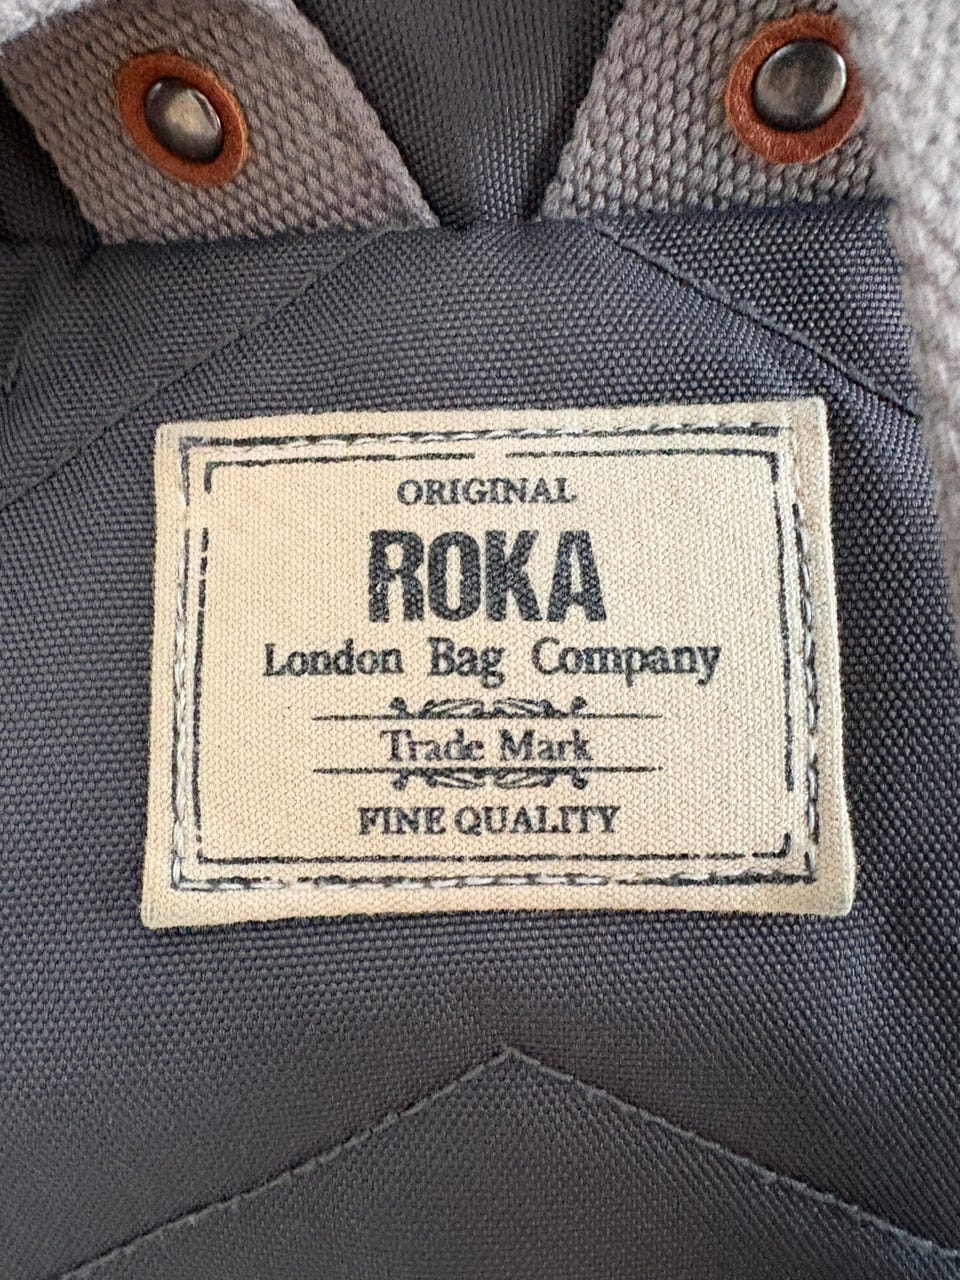 ORIGINAL
ROKA
London Bag Company
Trade Mark
FINE QUALITY